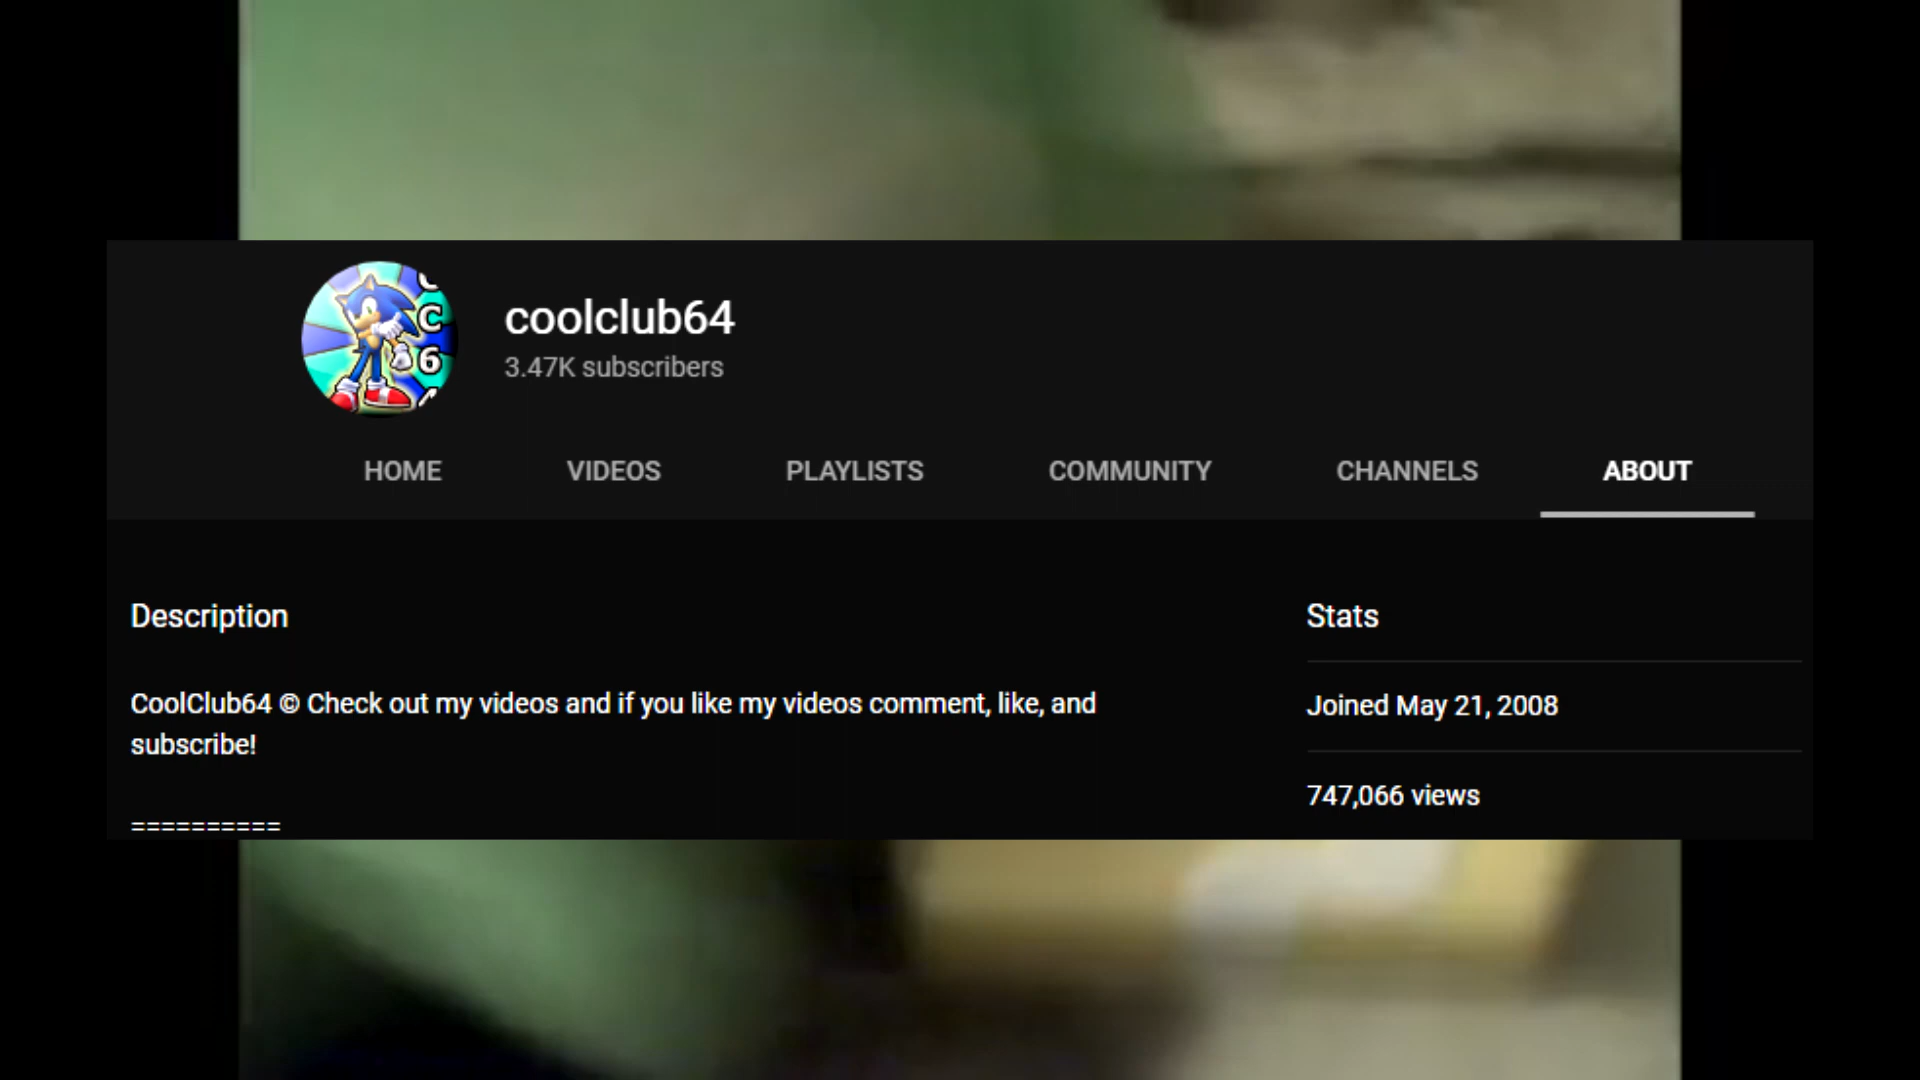 C
6
coolclub64
3.47K subscribers
HOME VIDEOS PLAYLISTS COMMUNITY CHANNELS ABOUT
Description
Stats
CoolClub64 © Check out my videos and if you like my videos comment, like, and
subscribe!
Joined May 21, 2008
747,066 views
==========